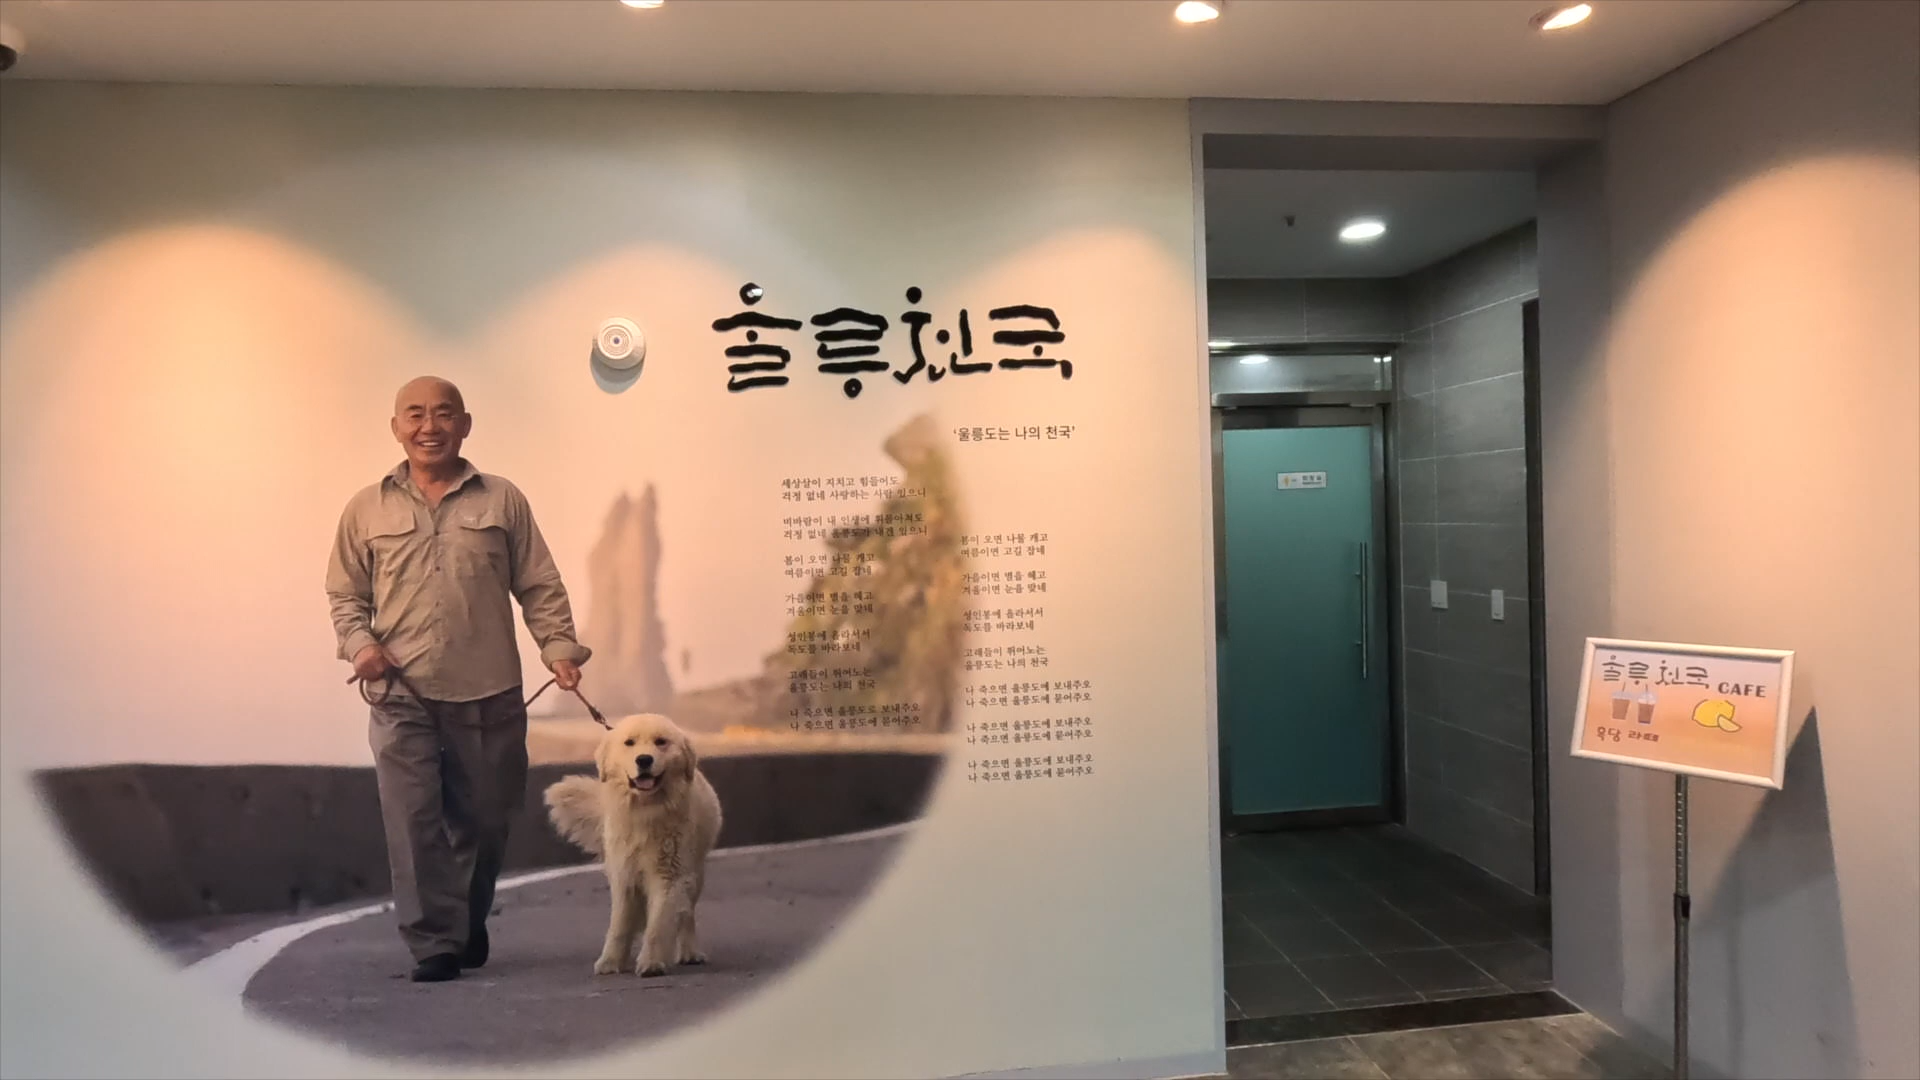 울릉천국
'울릉도는 나의 천국'
세상살이 지치고 힘들어도
걱정 없네 사랑하는 사람 있으니
비바람이 내 인생에 휘몰아쳐도
걱정 없네 울릉도가 내겐 있으니
봄이 오면 나물 캐고
여름이면 고길 잡네
가을이면 별을 헤고
겨울이면 눈을 맞네
성인봉에 올라서서
독도를 바라보네
고래들이 뛰어노는
울릉도는 나의 천국
나 죽으면 울릉도로 보내주오
나 죽으면 울릉도에 묻어주오
봄이 오면 나물 캐고
여름이면 고길 잡네
가을이면 별을 헤고
겨울이면 눈을 맞네
성인봉에 올라서서
독도를 바라보네
고래들이 뛰어노는
울릉도는 나의 천국
나 죽으면 울릉도에 보내주오
나 죽으면 울릉도에 묻어주오
나 죽으면 울릉도에 보내주오
나 죽으면 울릉도에 묻어주오
나 죽으면 울릉도에 보내주오
나 죽으면 울릉도에 묻어주오
화장실
울릉천국 CAFE
흑당 라떼